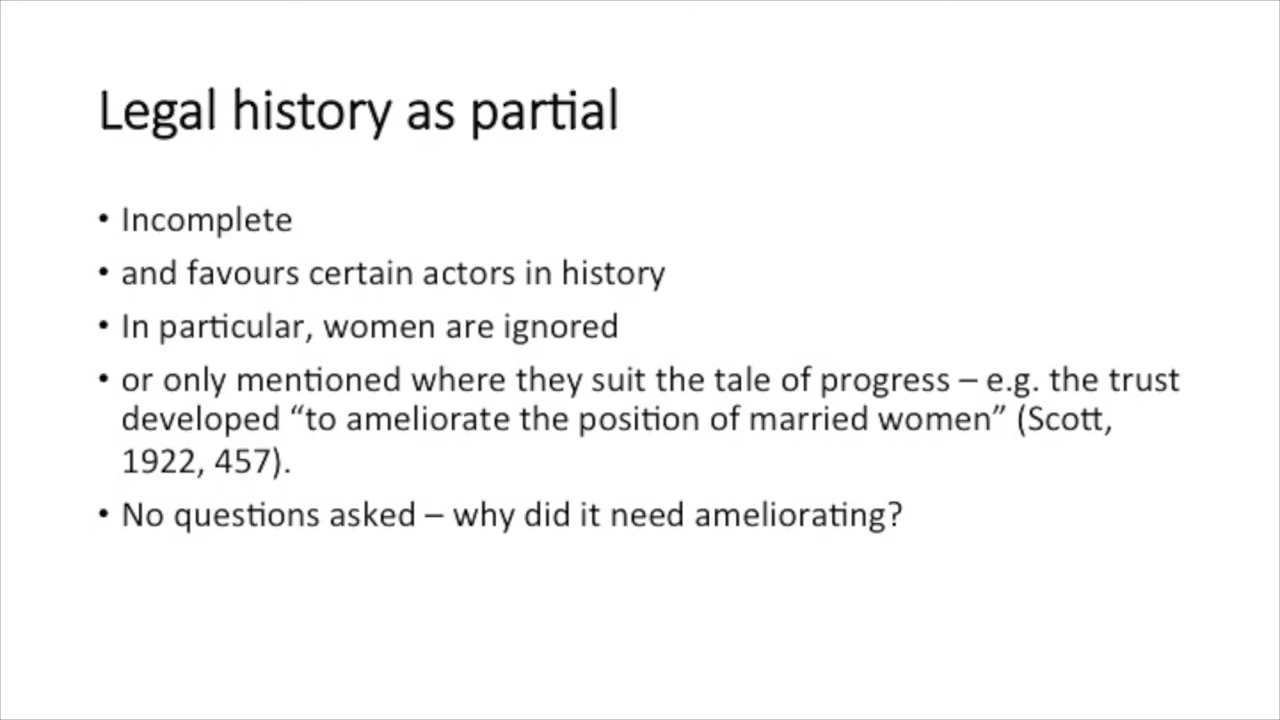 Legal history as partial
• Incomplete
• and favours certain actors in history
• In particular, women are ignored
• or only mentioned where they suit the tale of progress – e.g. the trust
developed “to ameliorate the position of married women” (Scott,
1922, 457).
• No questions asked – why did it need ameliorating?